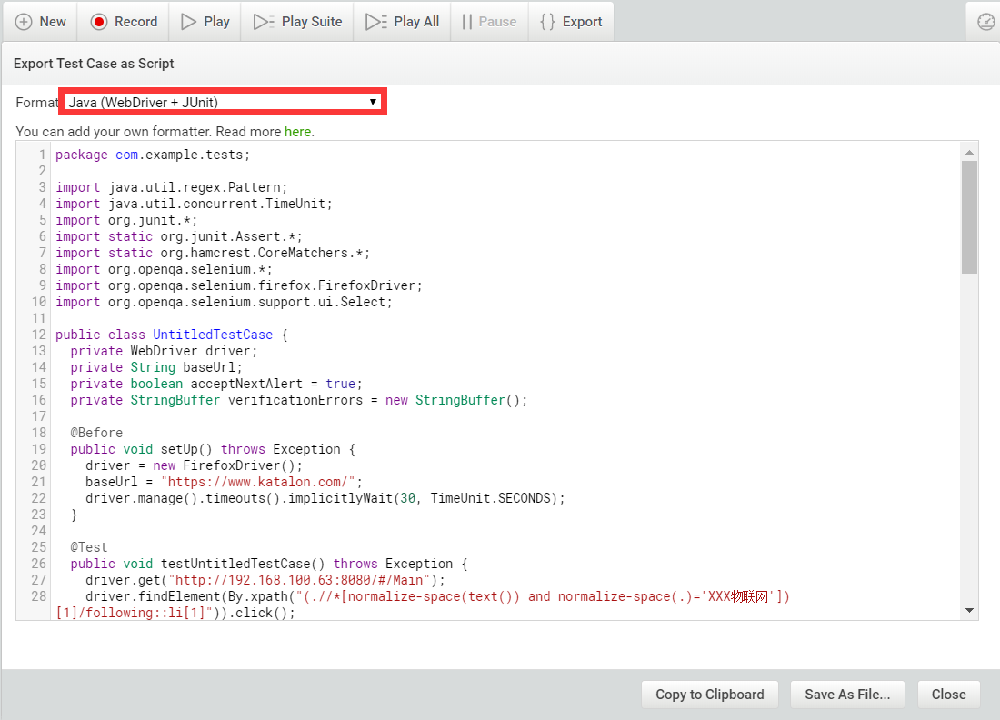 New Record Play Play Suite Play All Pause Export
Export Test Case as Script
Format Java (WebDriver + JUnit)
You can add your own formatter. Read more here.
1 package com.example.tests;
2
3 import java.util.regex.Pattern;
4 import java.util.concurrent.TimeUnit;
5 import org.junit.*;
6 import static org.junit.Assert.*;
7 import static org.hamcrest.CoreMatchers.*;
8 import org.openqa.selenium.*;
9 import org.openqa.selenium.firefox.FirefoxDriver;
10 import org.openqa.selenium.support.ui.Select;
11
12 public class UntitledTestCase {
13 private WebDriver driver;
14 private String baseUrl;
15 private boolean acceptNextAlert = true;
16 private StringBuffer verificationErrors = new StringBuffer();
17
18 @Before
19 public void setUp() throws Exception {
20 driver = new FirefoxDriver();
21 baseUrl = "https://www.katalon.com/";
22 driver.manage().timeouts().implicitlyWait(30, TimeUnit.SECONDS);
23 }
24
25 @Test
26 public void testUntitledTestCase() throws Exception {
27 driver.get("http://192.168.100.63:8080/#/Main");
28 driver.findElement(By.xpath("(.//*[normalize-space(text()) and normalize-space(.)='XXX物联网'])
[1]/following::li[1]")).click();
Copy to Clipboard Save As File... Close